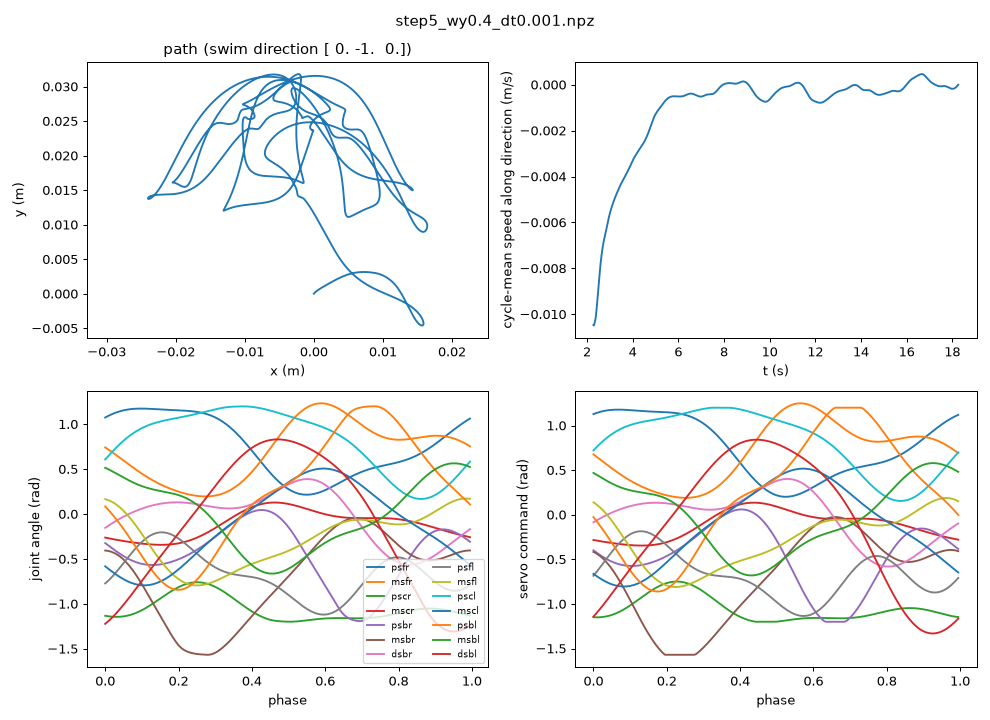 step5_wy0.4_dt0.001.npz
path (swim direction [ 0. -1. 0.])
0.030
0.025
0.020
0.015
0.010
0.005
0.000
−0.005
y (m)
−0.03
−0.02
−0.01
0.00
0.01
0.02
x (m)
0.000
−0.002
−0.004
−0.006
−0.008
−0.010
cycle-mean speed along direction (m/s)
2
4
6
8
10
12
14
16
18
t (s)
1.0
0.5
0.0
−0.5
−1.0
−1.5
joint angle (rad)
psfr
msfr
pscr
mscr
psbr
msbr
dsbr
psfl
msfl
pscl
mscl
psbl
msbl
dsbl
0.0
0.2
0.4
0.6
0.8
1.0
phase
1.0
0.5
0.0
−0.5
−1.0
−1.5
servo command (rad)
0.0
0.2
0.4
0.6
0.8
1.0
phase